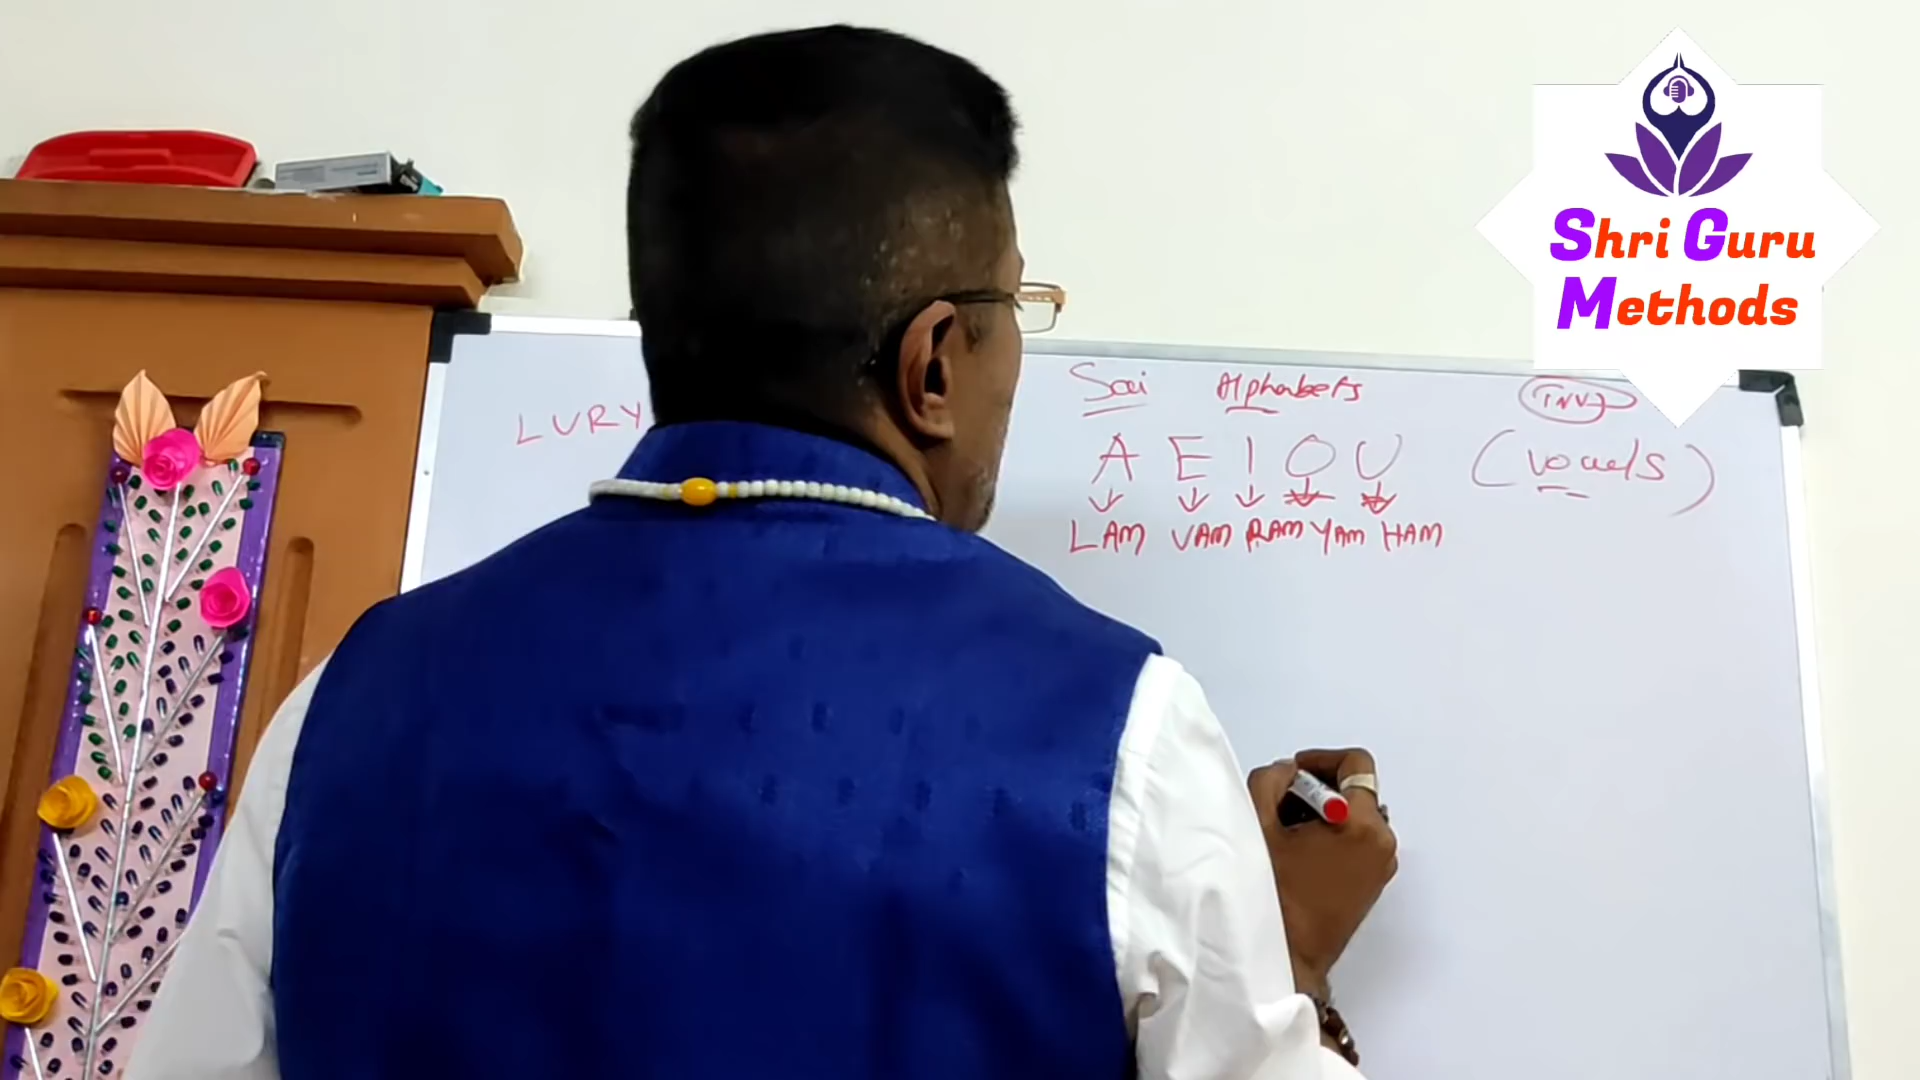 Shri Guru
Methods
Sai Alphabets
LURY
A E I O U (vowels)
LAM VAM RAM YAM HAM